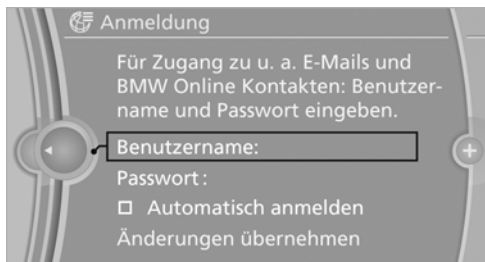 Anmeldung
Für Zugang zu u. a. E-Mails und
BMW Online Kontakten: Benutzer-
name und Passwort eingeben.
Benutzername:
Passwort:
Automatisch anmelden
Änderungen übernehmen